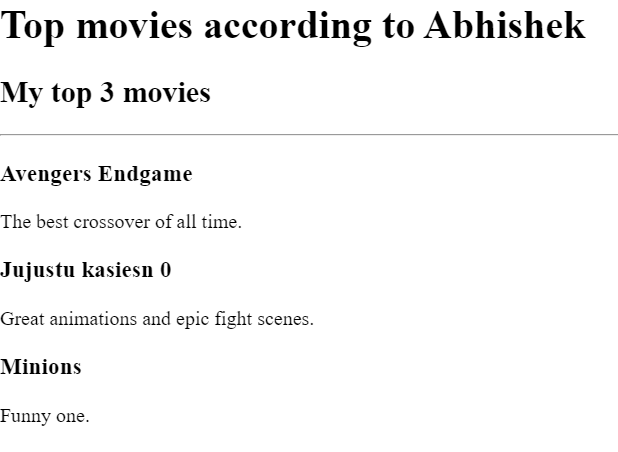 Top movies according to Abhishek
My top 3 movies
Avengers Endgame
The best crossover of all time.
Jujustu kasiesn 0
Great animations and epic fight scenes.
Minions
Funny one.